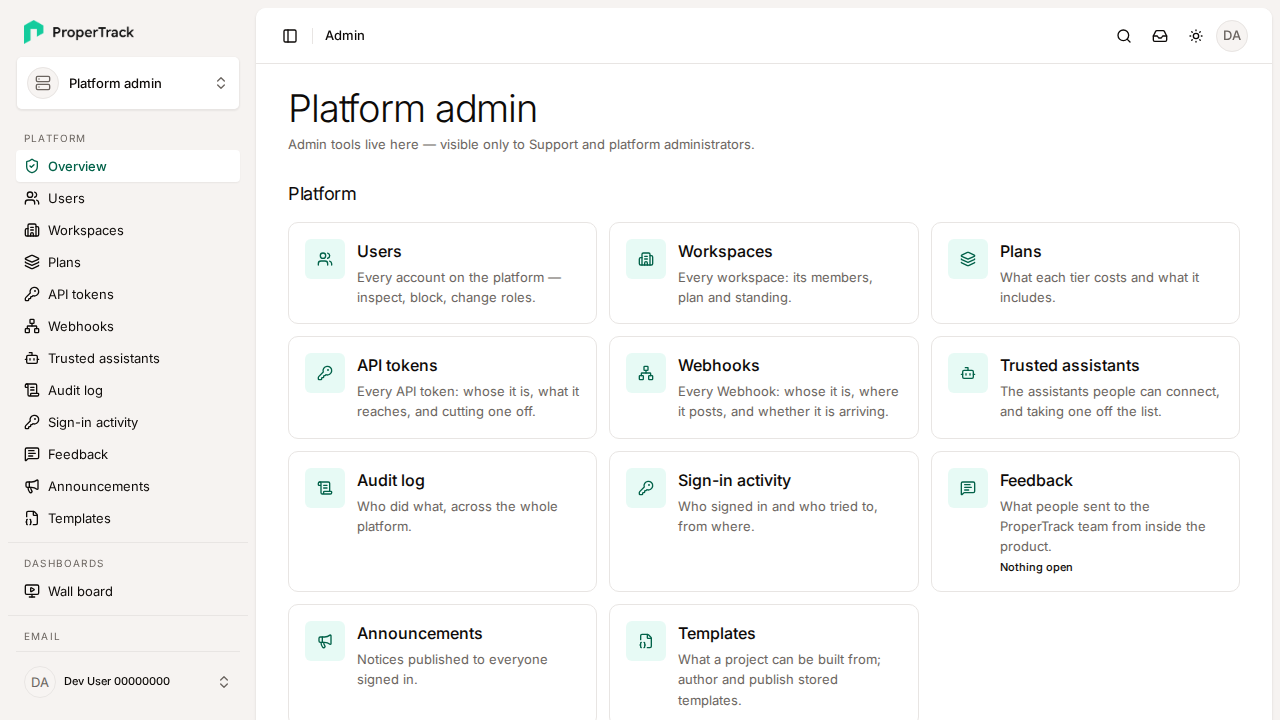 ProperTrack
Platform admin
PLATFORM
Overview
Users
Workspaces
Plans
API tokens
Webhooks
Trusted assistants
Audit log
Sign-in activity
Feedback
Announcements
Templates
DASHBOARDS
Wall board
EMAIL
DA
Dev User 00000000
Admin
DA
Platform admin
Admin tools live here — visible only to Support and platform administrators.
Platform
Users
Every account on the platform —
inspect, block, change roles.
Workspaces
Every workspace: its members,
plan and standing.
Plans
What each tier costs and what it
includes.
API tokens
Every API token: whose it is, what it
reaches, and cutting one off.
Webhooks
Every Webhook: whose it is, where
it posts, and whether it is arriving.
Trusted assistants
The assistants people can connect,
and taking one off the list.
Audit log
Who did what, across the whole
platform.
Sign-in activity
Who signed in and who tried to,
from where.
Feedback
What people sent to the
ProperTrack team from inside the
product.
Nothing open
Announcements
Notices published to everyone
signed in.
Templates
What a project can be built from;
author and publish stored
templates.